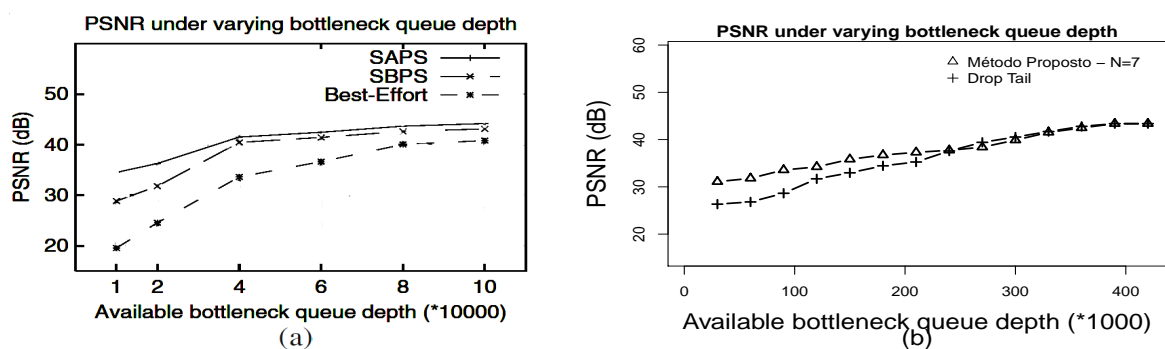 PSNR under varying bottleneck queue depth
SAPS
SBPS
Best-Effort
PSNR (dB)
50
40
30
20
1 2 4 6 8 10
Available bottleneck queue depth (*10000)
(a)
PSNR under varying bottleneck queue depth
Método Proposto – N=7
Drop Tail
PSNR (dB)
60
50
40
30
20
0 100 200 300 400
Available bottleneck queue depth (*1000)
(b)